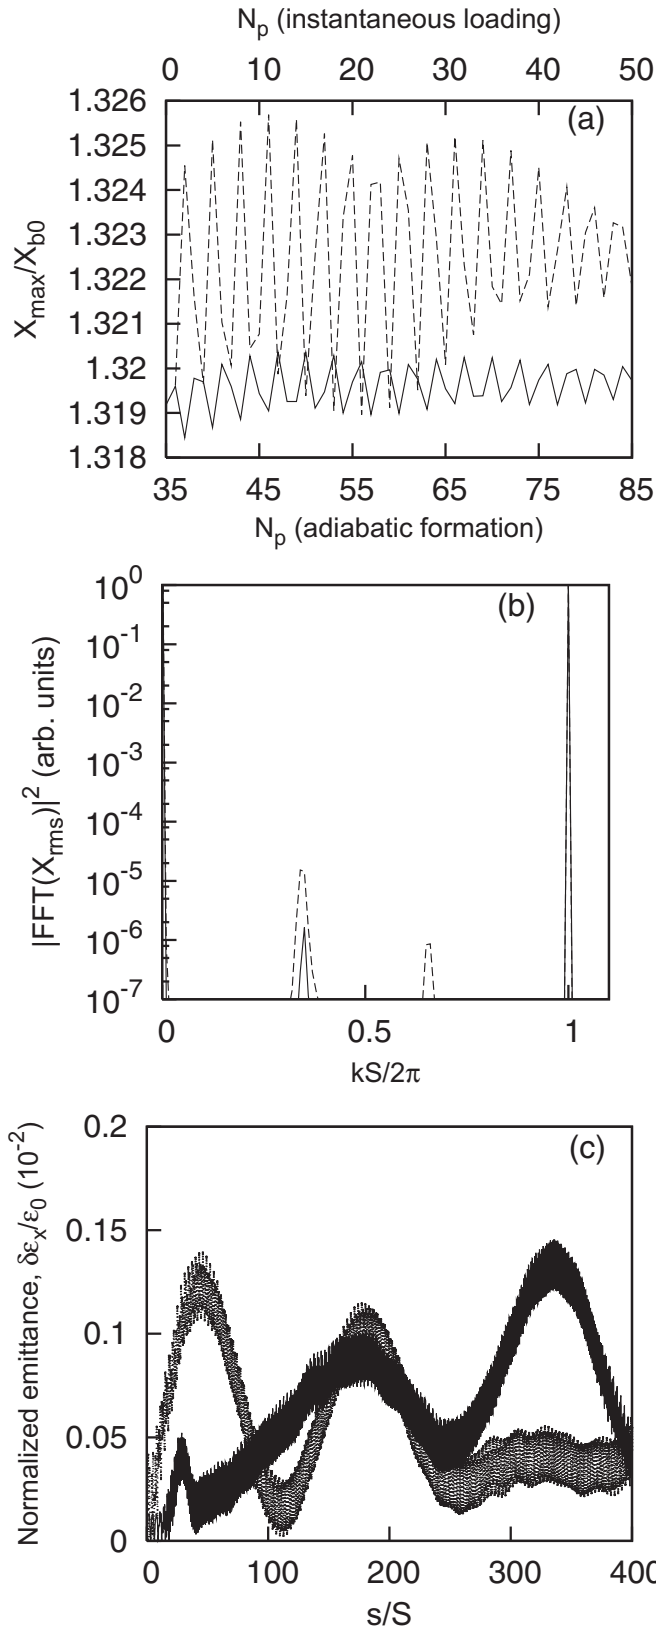 N_p (instantaneous loading)
0 10 20 30 40 50
(a)
1.326
1.325
1.324
1.323
1.322
1.321
1.32
1.319
1.318
X_max/X_b0
35 45 55 65 75 85
N_p (adiabatic formation)
(b)
10^0
10^-1
10^-2
10^-3
10^-4
10^-5
10^-6
10^-7
|FFT(X_rms)|^2 (arb. units)
0 0.5 1
kS/2π
(c)
0.2
0.15
0.1
0.05
0
Normalized emittance, δε_x/ε_0 (10^-2)
0 100 200 300 400
s/S